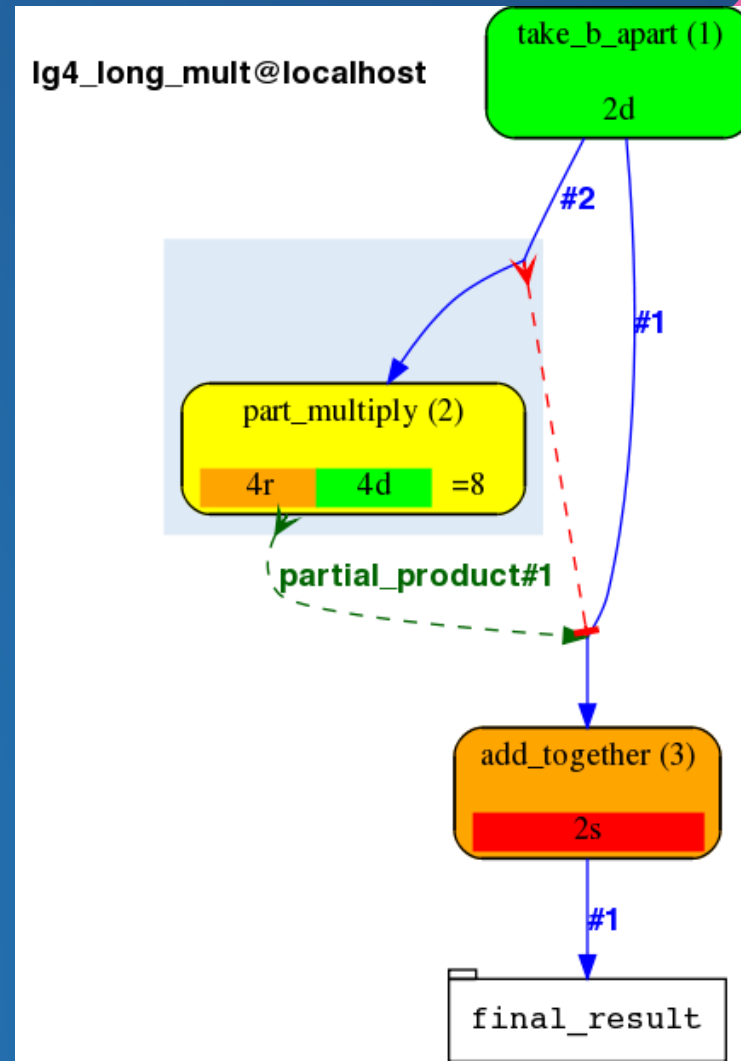 take_b_apart (1)
lg4_long_mult@localhost
2d
#2
#1
part_multiply (2)
4r 4d =8
partial_product#1
add_together (3)
2s
#1
final_result